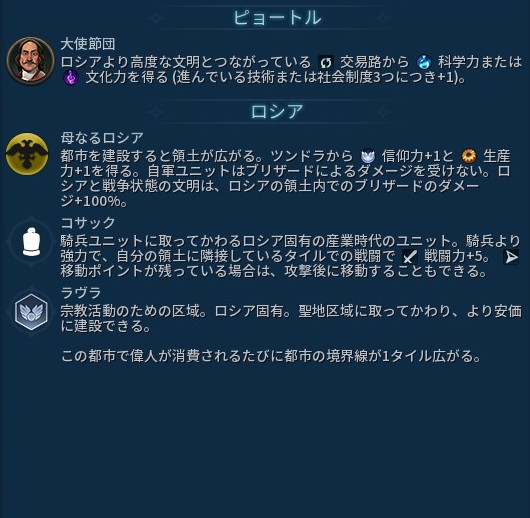 ピョートル
大使節団
ロシアより高度な文明とつながっている 交易路から 科学力または
文化力を得る (進んでいる技術または社会制度3つにつき+1)。
ロシア
母なるロシア
都市を建設すると領土が広がる。ツンドラから 信仰力+1と 生産
力+1を得る。自軍ユニットはブリザードによるダメージを受けない。ロ
シアと戦争状態の文明は、ロシアの領土内でのブリザードのダメー
ジ+100%。
コサック
騎兵ユニットに取ってかわるロシア固有の産業時代のユニット。騎兵より
強力で、自分の領土に隣接しているタイルでの戦闘で 戦闘力+5。
移動ポイントが残っている場合は、攻撃後に移動することもできる。
ラヴラ
宗教活動のための区域。ロシア固有。聖地区域に取ってかわり、より安価
に建設できる。
この都市で偉人が消費されるたびに都市の境界線が1タイル広がる。